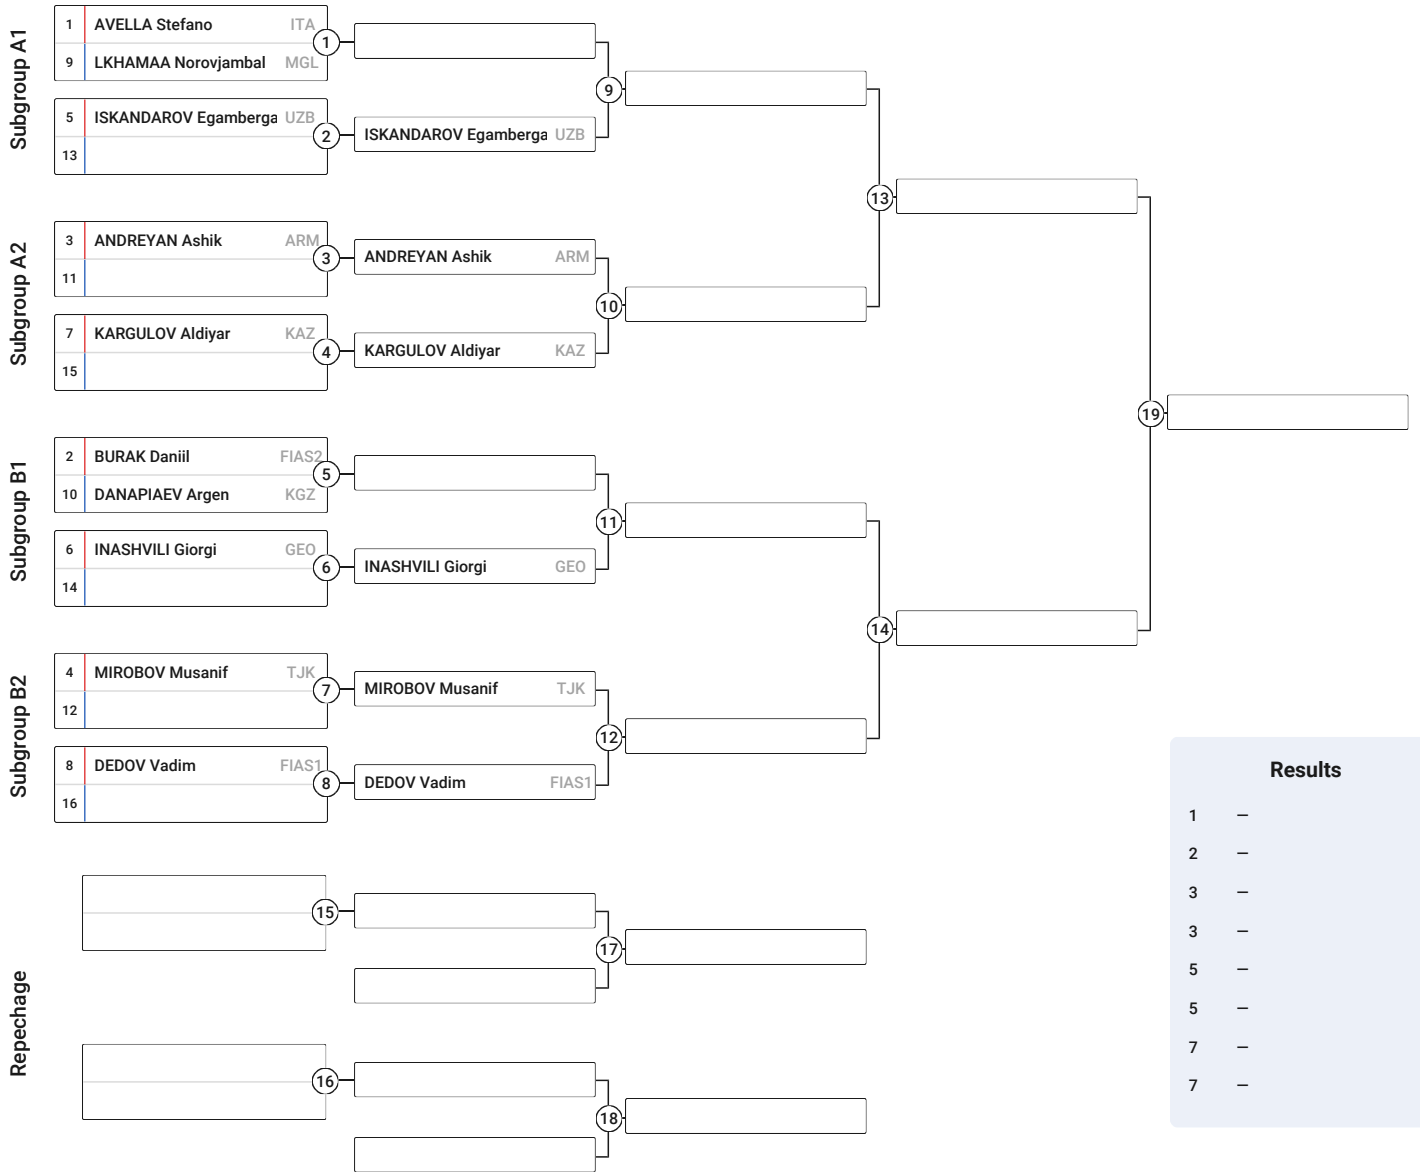 Subgroup A1
1 AVELLA Stefano ITA
9 LKHAMAA Norovjambal MGL
1
5 ISKANDAROV Egamberga UZB
13
2
ISKANDAROV Egamberga UZB
9
Subgroup A2
3 ANDREYAN Ashik ARM
11
3
ANDREYAN Ashik ARM
7 KARGULOV Aldiyar KAZ
15
4
KARGULOV Aldiyar KAZ
10
13
Subgroup B1
2 BURAK Daniil FIAS2
10 DANAPIAEV Argen KGZ
5
6 INASHVILI Giorgi GEO
14
6
INASHVILI Giorgi GEO
11
Subgroup B2
4 MIROBOV Musanif TJK
12
7
MIROBOV Musanif TJK
8 DEDOV Vadim FIAS1
16
8
DEDOV Vadim FIAS1
12
14
19
Repechage
15
17
16
18
Results
1 –
2 –
3 –
3 –
5 –
5 –
7 –
7 –